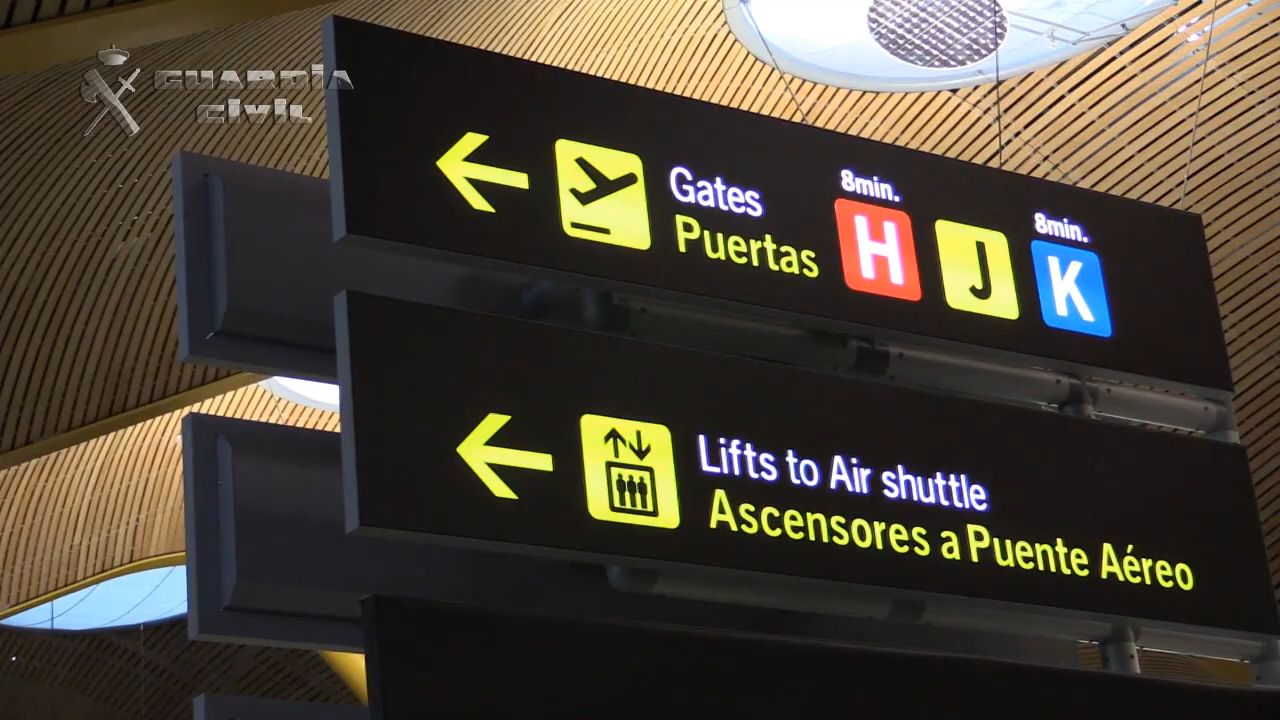 GUARDIA
CIVIL
Gates
Puertas
8min.
H
J
8min.
K
Lifts to Air shuttle
Ascensores a Puente Aéreo